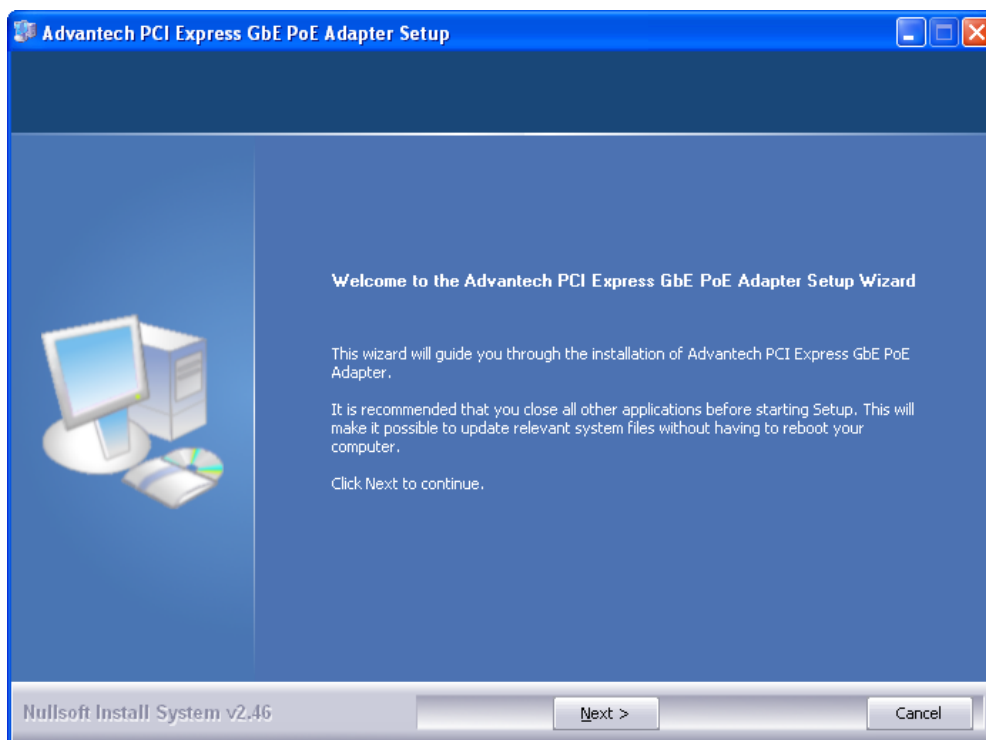 Advantech PCI Express GbE PoE Adapter Setup
Welcome to the Advantech PCI Express GbE PoE Adapter Setup Wizard
This wizard will guide you through the installation of Advantech PCI Express GbE PoE
Adapter.
It is recommended that you close all other applications before starting Setup. This will
make it possible to update relevant system files without having to reboot your
computer.
Click Next to continue.
Nullsoft Install System v2.46
Next >
Cancel